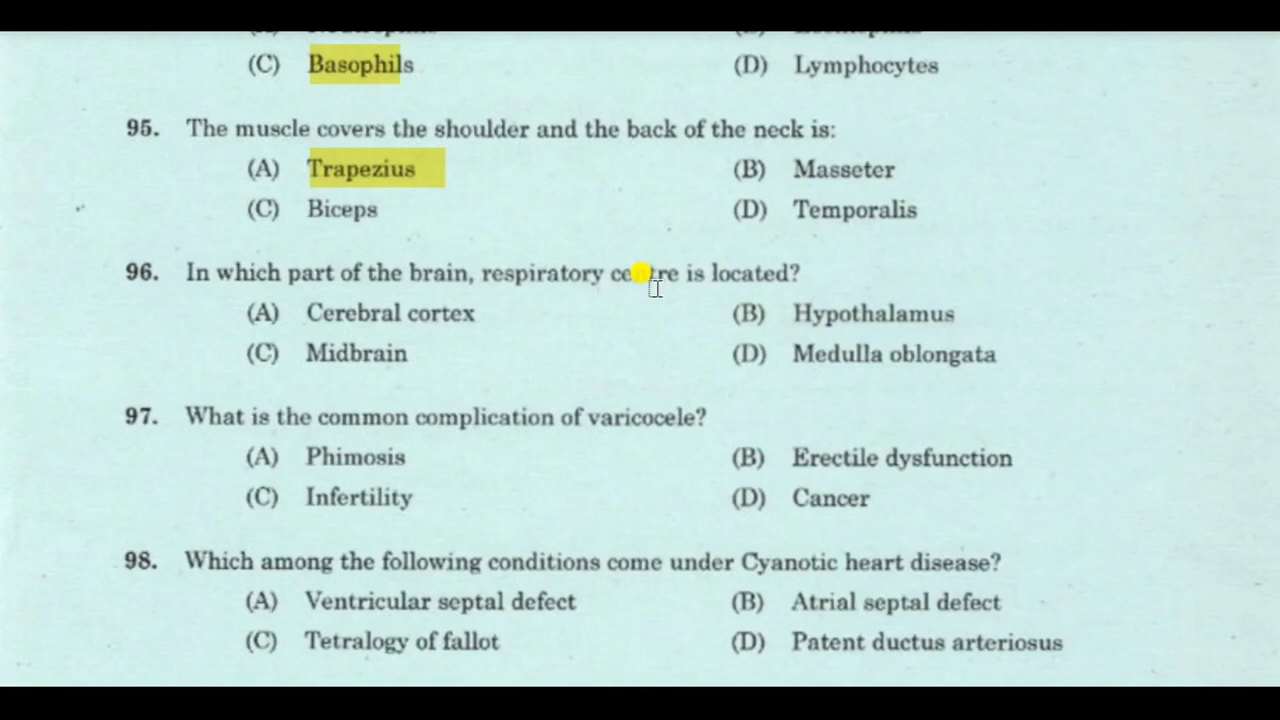 (C) Basophils (D) Lymphocytes
95. The muscle covers the shoulder and the back of the neck is:
(A) Trapezius (B) Masseter
(C) Biceps (D) Temporalis
96. In which part of the brain, respiratory centre is located?
(A) Cerebral cortex (B) Hypothalamus
(C) Midbrain (D) Medulla oblongata
97. What is the common complication of varicocele?
(A) Phimosis (B) Erectile dysfunction
(C) Infertility (D) Cancer
98. Which among the following conditions come under Cyanotic heart disease?
(A) Ventricular septal defect (B) Atrial septal defect
(C) Tetralogy of fallot (D) Patent ductus arteriosus